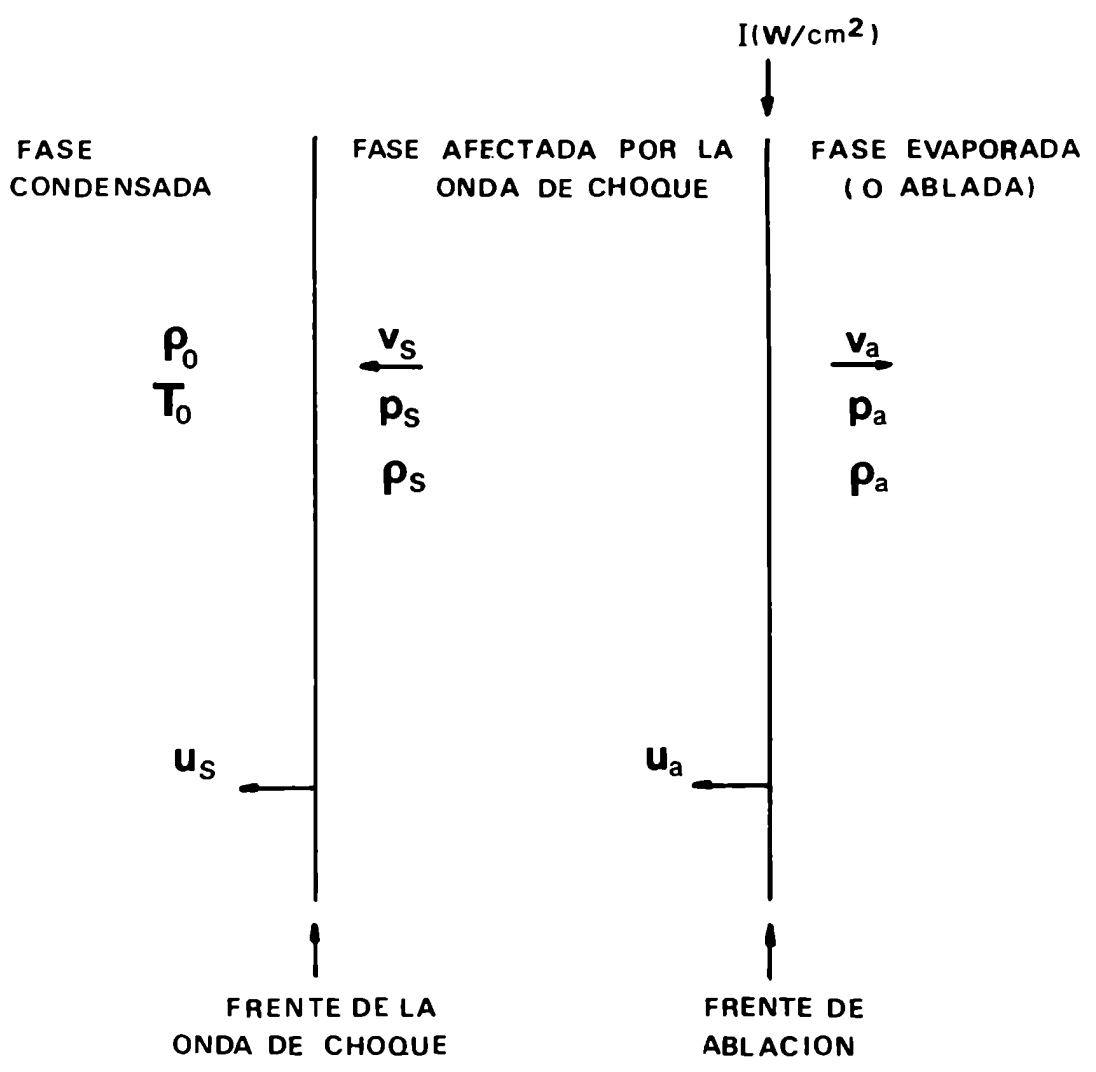 I(W/cm²)
FASE
CONDENSADA
FASE AFECTADA POR LA
ONDA DE CHOQUE
FASE EVAPORADA
(O ABLADA)
ρ₀
T₀
vₛ
pₛ
ρₛ
vₐ
pₐ
ρₐ
uₛ
uₐ
FRENTE DE LA
ONDA DE CHOQUE
FRENTE DE
ABLACION